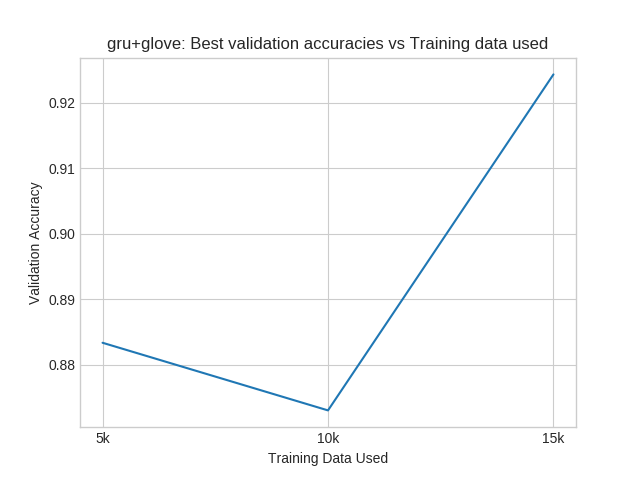 gru+glove: Best validation accuracies vs Training data used
0.92
0.91
0.90
0.89
0.88
Validation Accuracy
5k 10k 15k
Training Data Used